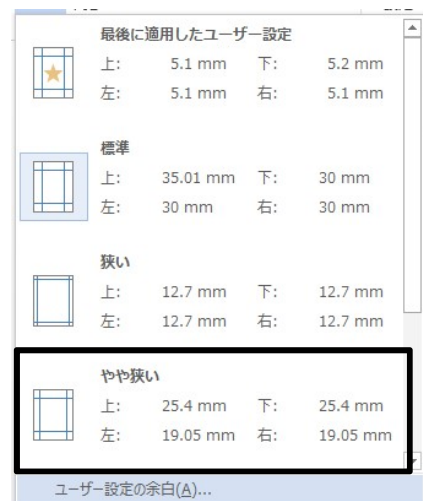 最後に適用したユーザー設定
上: 5.1 mm 下: 5.2 mm
左: 5.1 mm 右: 5.1 mm
標準
上: 35.01 mm 下: 30 mm
左: 30 mm 右: 30 mm
狭い
上: 12.7 mm 下: 12.7 mm
左: 12.7 mm 右: 12.7 mm
やや狭い
上: 25.4 mm 下: 25.4 mm
左: 19.05 mm 右: 19.05 mm
ユーザー設定の余白(A)...